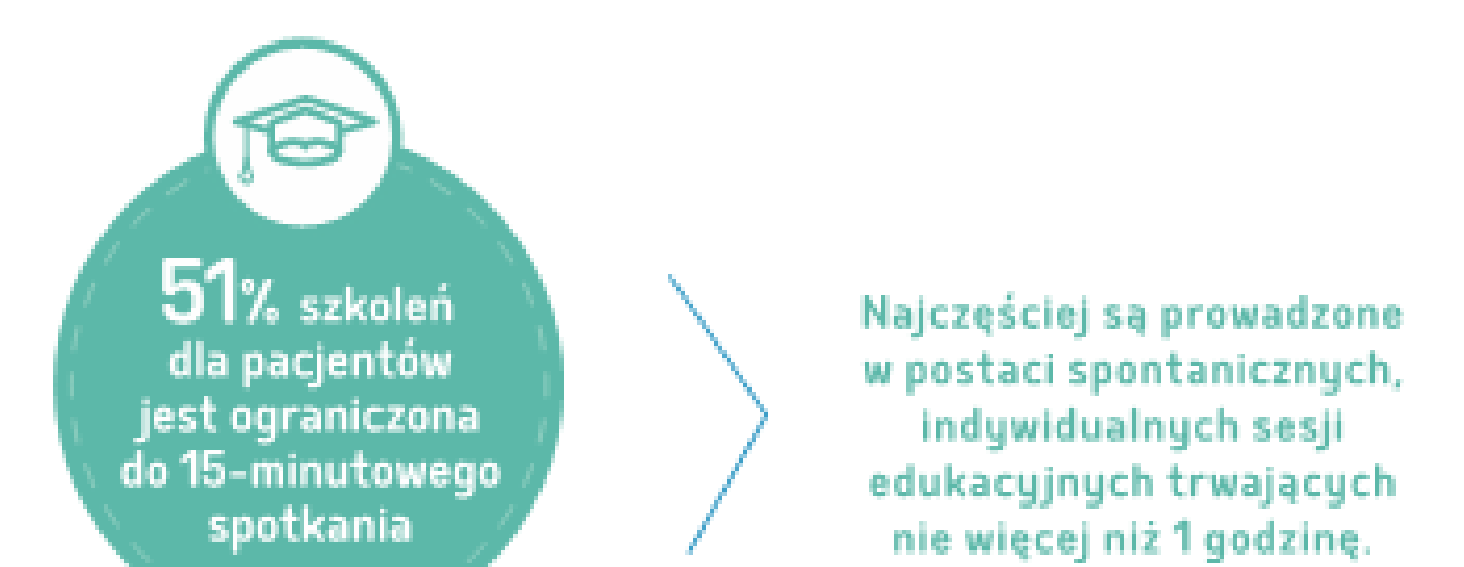 51% szkoleń
dla pacjentów
jest ograniczona
do 15-minutowego
spotkania
Najczęściej są prowadzone
w postaci spontanicznych,
indywidualnych sesji
edukacyjnych trwających
nie więcej niż 1 godzinę.